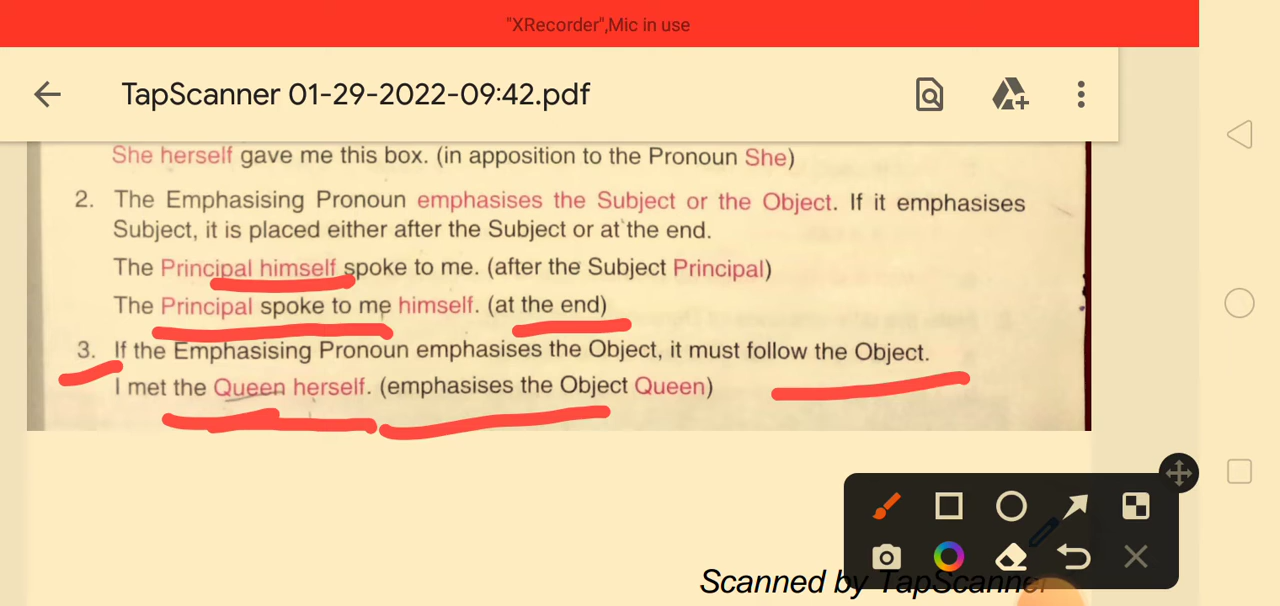 "XRecorder",Mic in use
TapScanner 01-29-2022-09:42.pdf
She herself gave me this box. (in apposition to the Pronoun She)
2. The Emphasising Pronoun emphasises the Subject or the Object. If it emphasises
Subject, it is placed either after the Subject or at the end.
The Principal himself spoke to me. (after the Subject Principal)
The Principal spoke to me himself. (at the end)
3. If the Emphasising Pronoun emphasises the Object, it must follow the Object.
I met the Queen herself. (emphasises the Object Queen)
Scanned by TapScanner